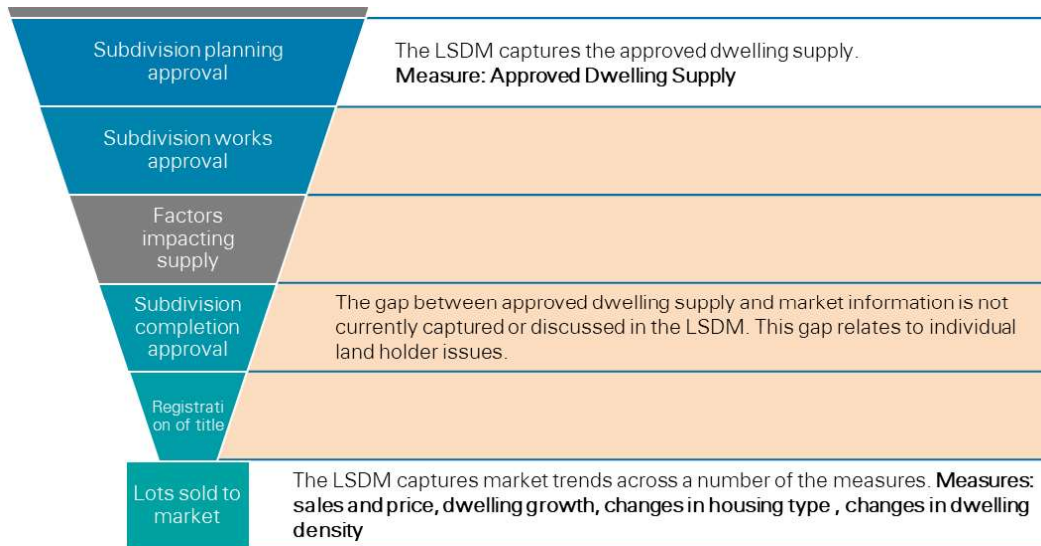 Subdivision planning
approval
The LSDM captures the approved dwelling supply.
Measure: Approved Dwelling Supply
Subdivision works
approval
Factors
impacting
supply
Subdivision
completion
approval
The gap between approved dwelling supply and market information is not
currently captured or discussed in the LSDM. This gap relates to individual
land holder issues.
Registrati
on of title
Lots sold to
market
The LSDM captures market trends across a number of the measures. Measures:
sales and price, dwelling growth, changes in housing type , changes in dwelling
density